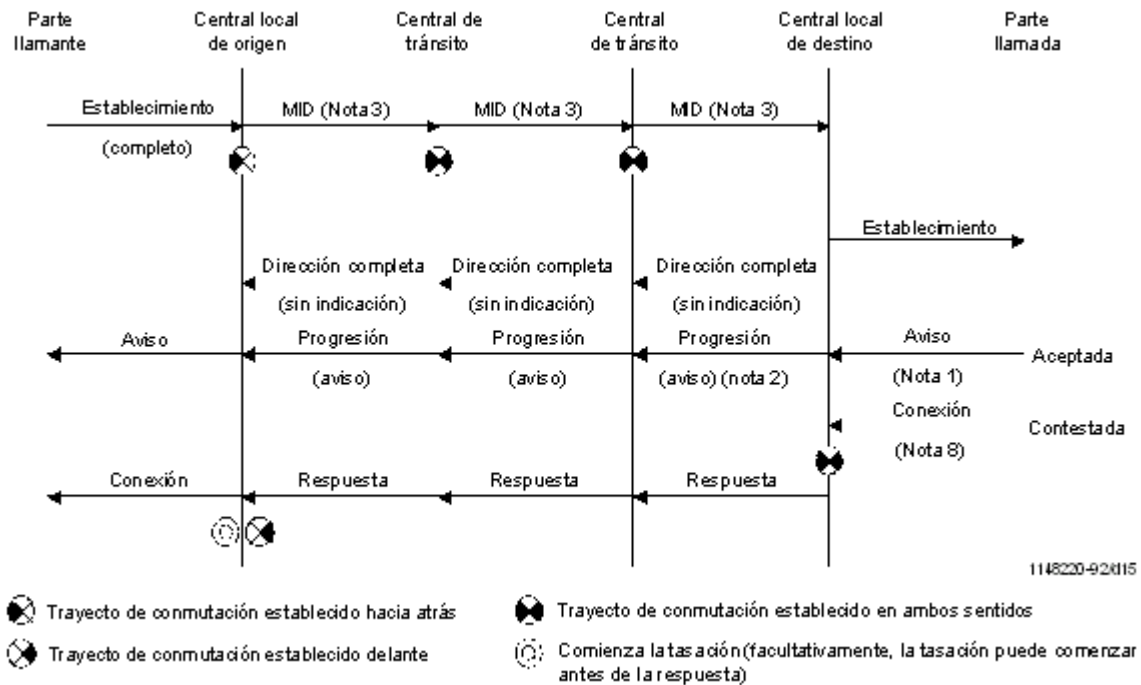 Parte llamante
Central local de origen
Central de tránsito
Central de tránsito
Central local de destino
Parte llamada
Establecimiento
MID (Nota 3)
MID (Nota 3)
MID (Nota 3)
(completo)
Establecimiento
Dirección completa
Dirección completa
Dirección completa
(sin indicación)
(sin indicación)
(sin indicación)
Aviso
Progresión
Progresión
Progresión
Aviso
Aceptada
(aviso)
(aviso)
(aviso) (nota 2)
(Nota 1)
Conexión
Contestada
(Nota 8)
Conexión
Respuesta
Respuesta
Respuesta
Trayecto de conmutación establecido hacia atrás
Trayecto de conmutación establecido en ambos sentidos
Trayecto de conmutación establecido delante
Comienza la tasación (facultativamente, la tasación puede comenzar
antes de la respuesta)